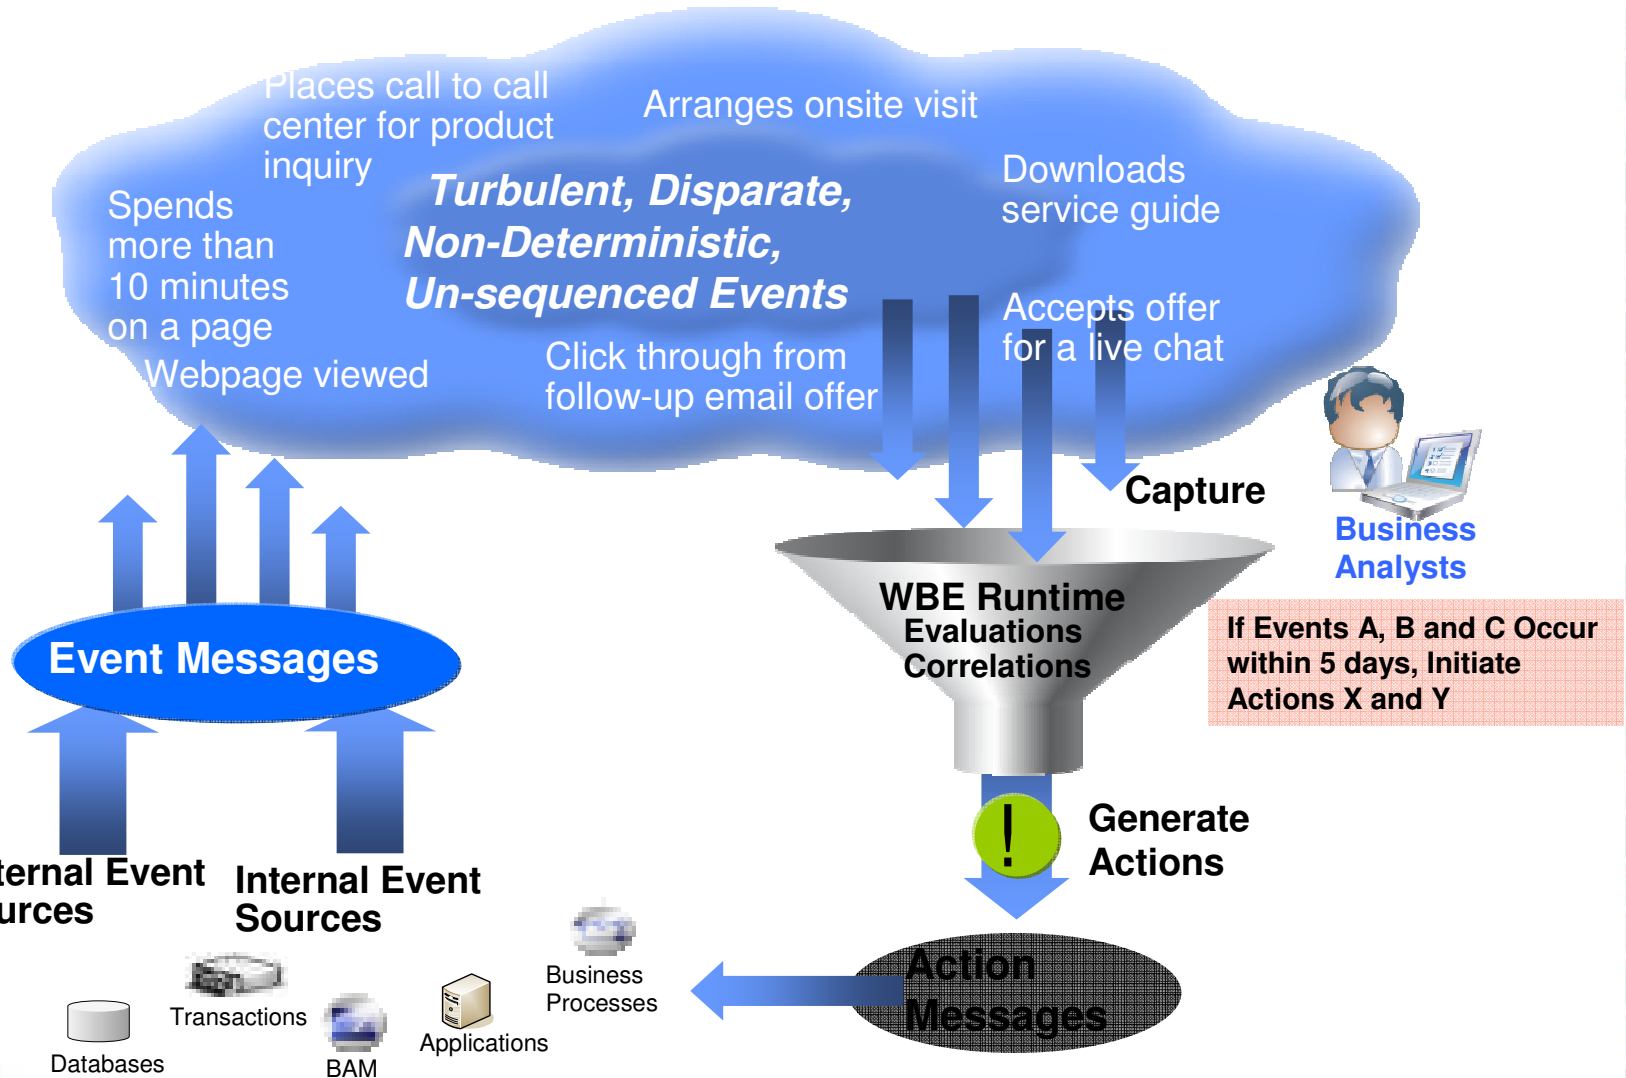 Places call to call
center for product
inquiry
Arranges onsite visit
Downloads
service guide
Spends
more than
10 minutes
on a page
Turbulent, Disparate,
Non-Deterministic,
Un-sequenced Events
Accepts offer
for a live chat
Webpage viewed
Click through from
follow-up email offer
Capture
Business
Analysts
WBE Runtime
Evaluations
Correlations
If Events A, B and C Occur
within 5 days, Initiate
Actions X and Y
Event Messages
Generate
Actions
!
ternal Event
urces
Internal Event
Sources
Action
Messages
Business
Processes
Transactions
Applications
Databases
BAM